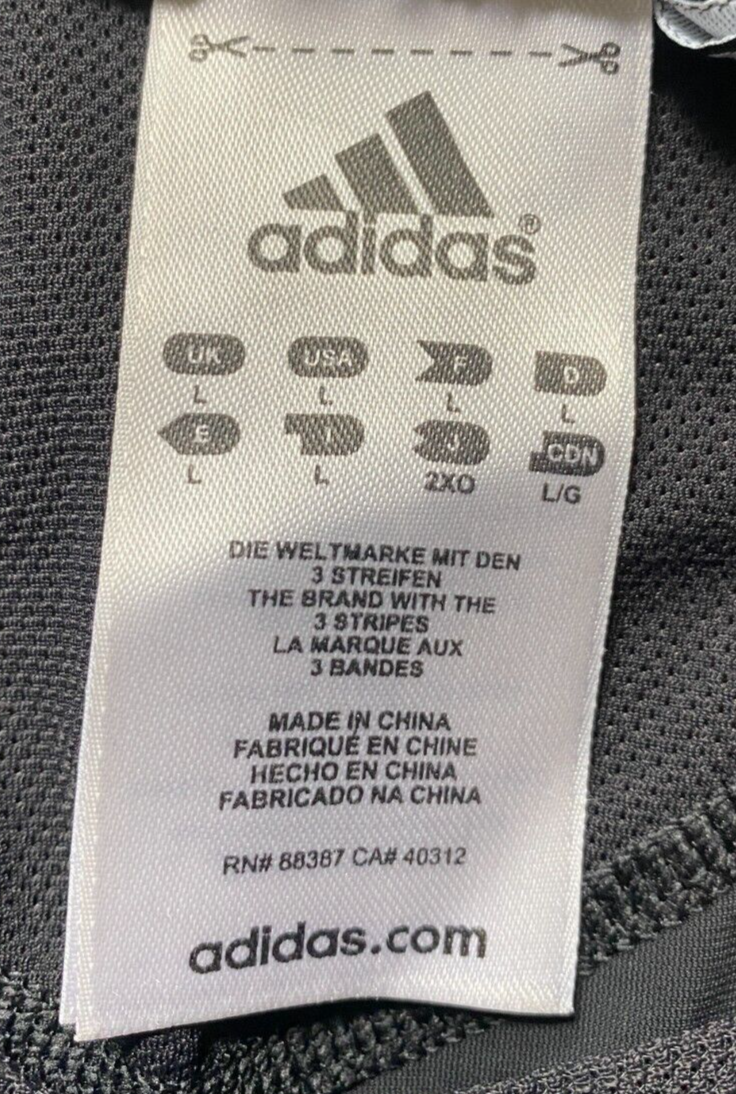 adidas®
UK USA F D
L L L L
E I J CDN
L L 2XO L/G
DIE WELTMARKE MIT DEN
3 STREIFEN
THE BRAND WITH THE
3 STRIPES
LA MARQUE AUX
3 BANDES
MADE IN CHINA
FABRIQUÉ EN CHINE
HECHO EN CHINA
FABRICADO NA CHINA
RN# 88387 CA# 40312
adidas.com